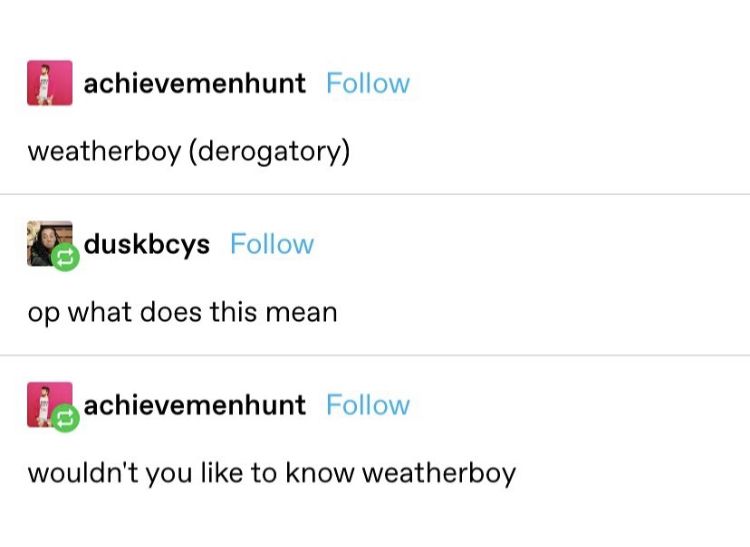 achievemenhunt Follow
weatherboy (derogatory)
duskbcys Follow
op what does this mean
achievemenhunt Follow
wouldn't you like to know weatherboy